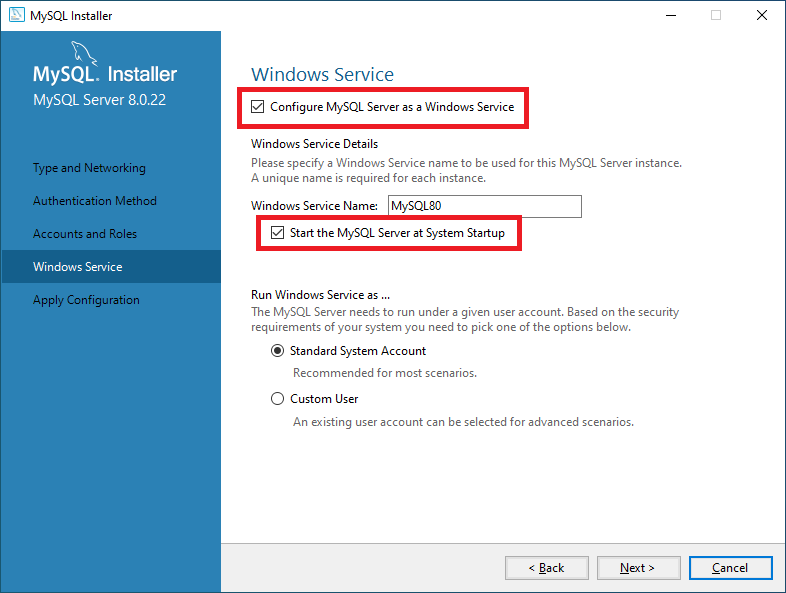 MySQL Installer
MySQL. Installer
MySQL Server 8.0.22
Type and Networking
Authentication Method
Accounts and Roles
Windows Service
Apply Configuration
Windows Service
Configure MySQL Server as a Windows Service
Windows Service Details
Please specify a Windows Service name to be used for this MySQL Server instance.
A unique name is required for each instance.
Windows Service Name: MySQL80
Start the MySQL Server at System Startup
Run Windows Service as ...
The MySQL Server needs to run under a given user account. Based on the security
requirements of your system you need to pick one of the options below.
Standard System Account
Recommended for most scenarios.
Custom User
An existing user account can be selected for advanced scenarios.
< Back Next > Cancel